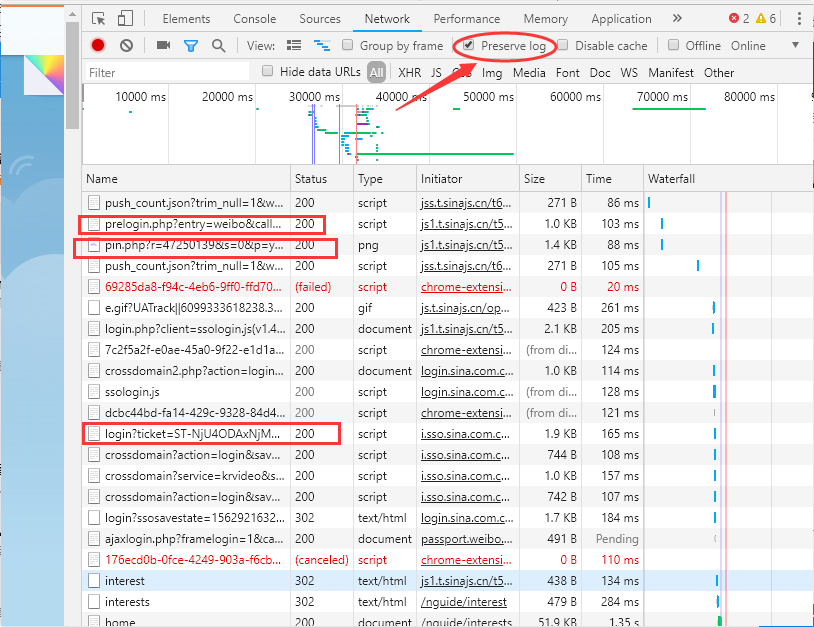 Elements Console Sources Network Performance Memory Application » 2 6
View: Group by frame Preserve log Disable cache Offline Online
Filter Hide data URLs All XHR JS CSS Img Media Font Doc WS Manifest Other
10000 ms 20000 ms 30000 ms 40000 ms 50000 ms 60000 ms 70000 ms 80000 ms
Name Status Type Initiator Size Time Waterfall
push_count.json?trim_null=1&w... 200 script jss.t.sinajs.cn/t6... 271 B 86 ms
prelogin.php?entry=weibo&call... 200 script js1.t.sinajs.cn/t5... 1.0 KB 103 ms
pin.php?r=47250139&s=0&p=y... 200 png js1.t.sinajs.cn/t5... 1.4 KB 88 ms
push_count.json?trim_null=1&w... 200 script jss.t.sinajs.cn/t6... 271 B 105 ms
69285da8-f94c-4eb6-9ff0-ffd70... (failed) script chrome-extensi... 0 B 20 ms
e.gif?UATrack||6099333618238.3... 200 gif js.t.sinajs.cn/op... 423 B 261 ms
login.php?client=ssologin.js(v1.4... 200 document js1.t.sinajs.cn/t5... 2.1 KB 205 ms
7c2f5a2f-e0ae-45a0-9f22-e1d1a... 200 script chrome-extensi... (from di... 124 ms
crossdomain2.php?action=login... 200 document login.sina.com.c... 1.0 KB 114 ms
ssologin.js 200 script login.sina.com.c... (from di... 128 ms
dcbc44bd-fa14-429c-9328-84d4... 200 script chrome-extensi... (from di... 121 ms
login?ticket=ST-NjU4ODAxNjM... 200 script i.sso.sina.com.c... 1.9 KB 165 ms
crossdomain?action=login&sav... 200 script i.sso.sina.com.c... 744 B 108 ms
crossdomain?service=krvideo&s... 200 script i.sso.sina.com.c... 1.0 KB 157 ms
crossdomain?action=login&sav... 200 script i.sso.sina.com.c... 742 B 107 ms
login?ssosavestate=1562921632... 302 text/html login.sina.com.c... 1.7 KB 184 ms
ajaxlogin.php?framelogin=1&ca... 200 document passport.weibo.... 491 B Pending
176ecd0b-0fce-4249-903a-f6cb... (canceled) script chrome-extensi... 0 B 110 ms
interest 302 text/html js1.t.sinajs.cn/t5... 438 B 134 ms
interests 302 text/html /nguide/interest 479 B 284 ms
home 200 document /nguide/interests 51.9 KB 1.35 s